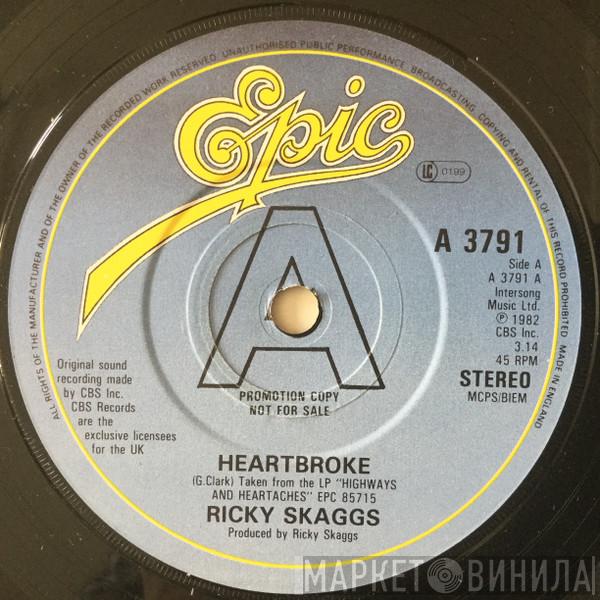 ALL RIGHTS OF THE MANUFACTURER AND OF THE OWNER OF THE RECORDED WORK RESERVED. UNAUTHORISED PUBLIC PERFORMANCE, BROADCASTING, COPYING AND RENTAL OF THIS RECORD PROHIBITED. MADE IN ENGLAND
Epic
LC 0199
A
A 3791
Side A
A 3791 A
Intersong
Music Ltd.
℗ 1982
CBS Inc.
3.14
45 RPM
STEREO
MCPS/BIEM
Original sound
recording made
by CBS Inc.
CBS Records
are the
exclusive licensees
for the UK
PROMOTION COPY
NOT FOR SALE
HEARTBROKE
(G.Clark) Taken from the LP "HIGHWAYS
AND HEARTACHES" EPC 85715
RICKY SKAGGS
Produced by Ricky Skaggs
МАРКЕТ ВИНИЛА